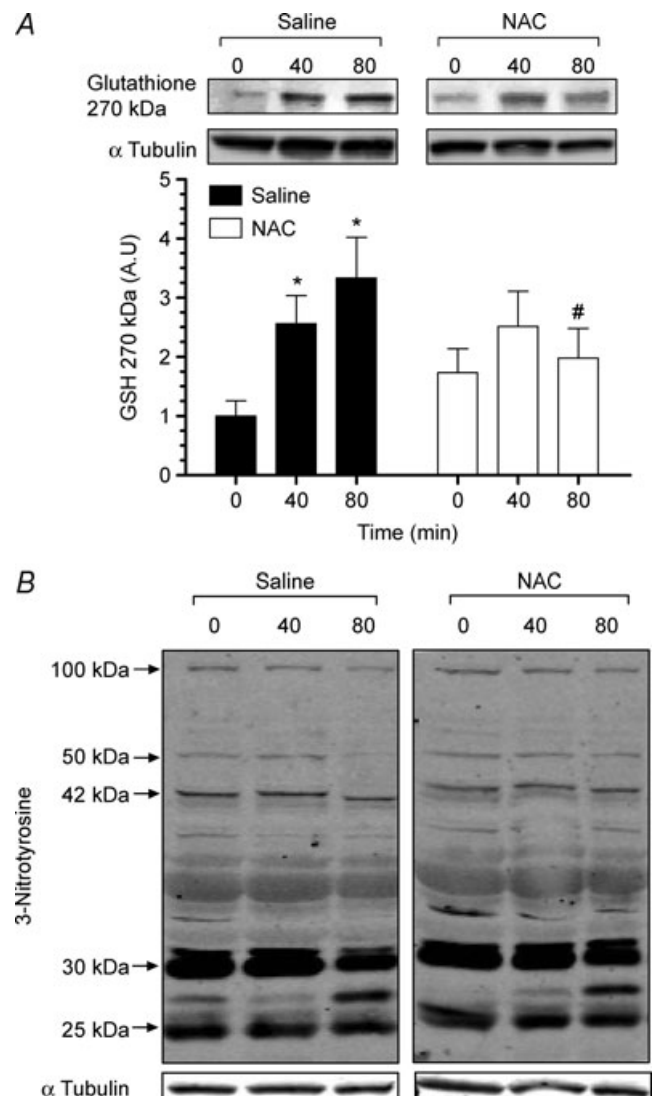 A
Saline NAC
0 40 80 0 40 80
Glutathione
270 kDa
α Tubulin
5
4
3
2
1
0
GSH 270 kDa (A.U)
Saline
NAC
*
*
#
0 40 80 0 40 80
Time (min)
B
Saline NAC
0 40 80 0 40 80
100 kDa
50 kDa
42 kDa
30 kDa
25 kDa
3-Nitrotyrosine
α Tubulin